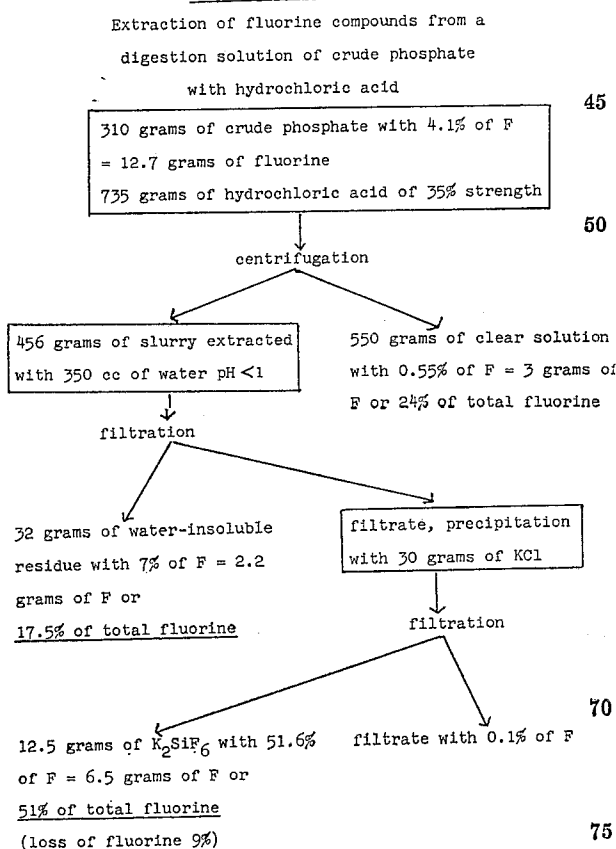 Extraction of fluorine compounds from a
digestion solution of crude phosphate
with hydrochloric acid
45
310 grams of crude phosphate with 4.1% of F
= 12.7 grams of fluorine
735 grams of hydrochloric acid of 35% strength
50
centrifugation
456 grams of slurry extracted
with 350 cc of water pH <1
550 grams of clear solution
with 0.55% of F = 3 grams of
F or 24% of total fluorine
filtration
32 grams of water-insoluble
residue with 7% of F = 2.2
grams of F or
17.5% of total fluorine
filtrate, precipitation
with 30 grams of KCl
filtration
70
12.5 grams of K2SiF6 with 51.6%
of F = 6.5 grams of F or
51% of total fluorine
(loss of fluorine 9%)
filtrate with 0.1% of F
75